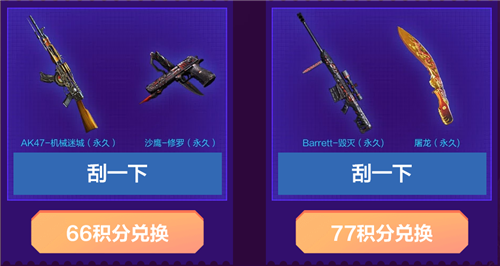 AK47-机械迷城（永久）
沙鹰-修罗（永久）
刮一下
66积分兑换
Barrett-毁灭（永久）
屠龙（永久）
刮一下
77积分兑换